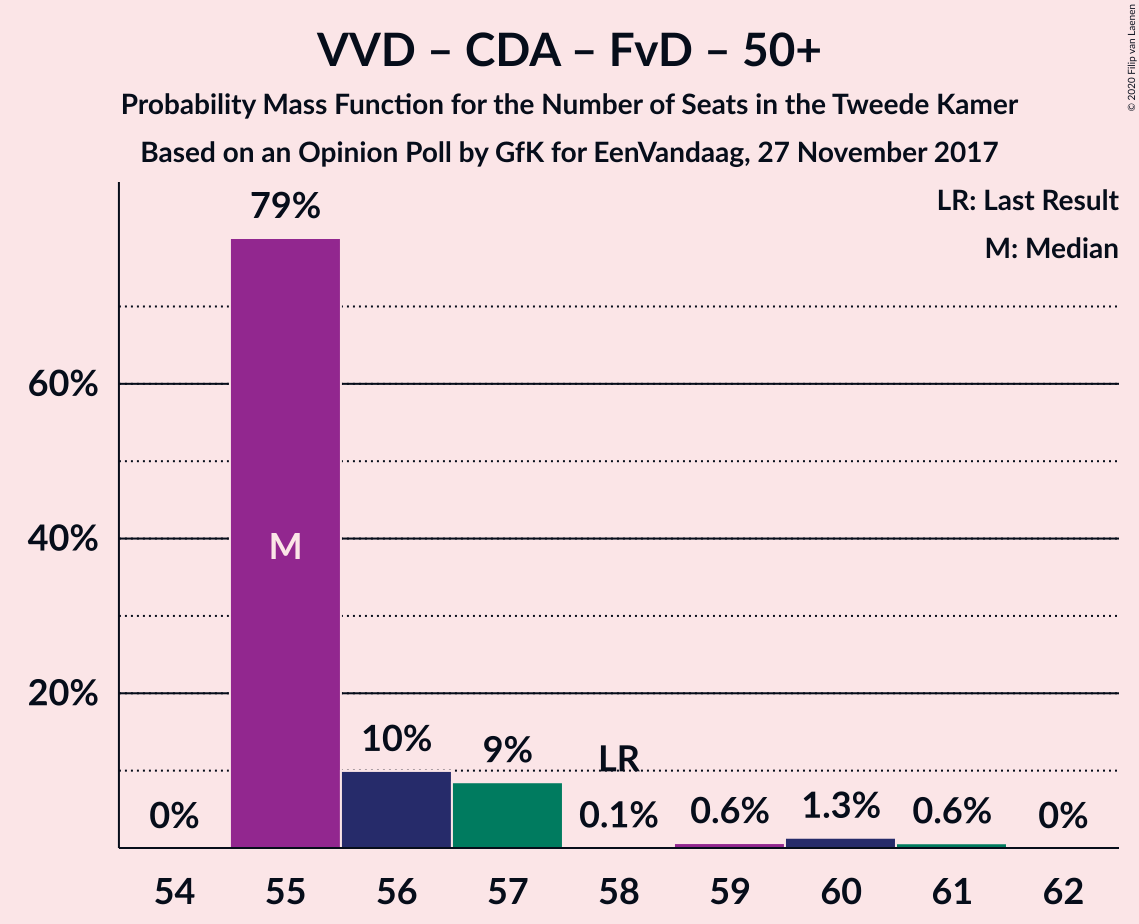 VVD – CDA – FvD – 50+
Probability Mass Function for the Number of Seats in the Tweede Kamer
Based on an Opinion Poll by GfK for EenVandaag, 27 November 2017
© 2020 Filip van Laenen
LR: Last Result
M: Median
79%
60%
40%
20%
M
10%
9%
LR
0%
0.1%
0.6%
1.3%
0.6%
0%
54 55 56 57 58 59 60 61 62